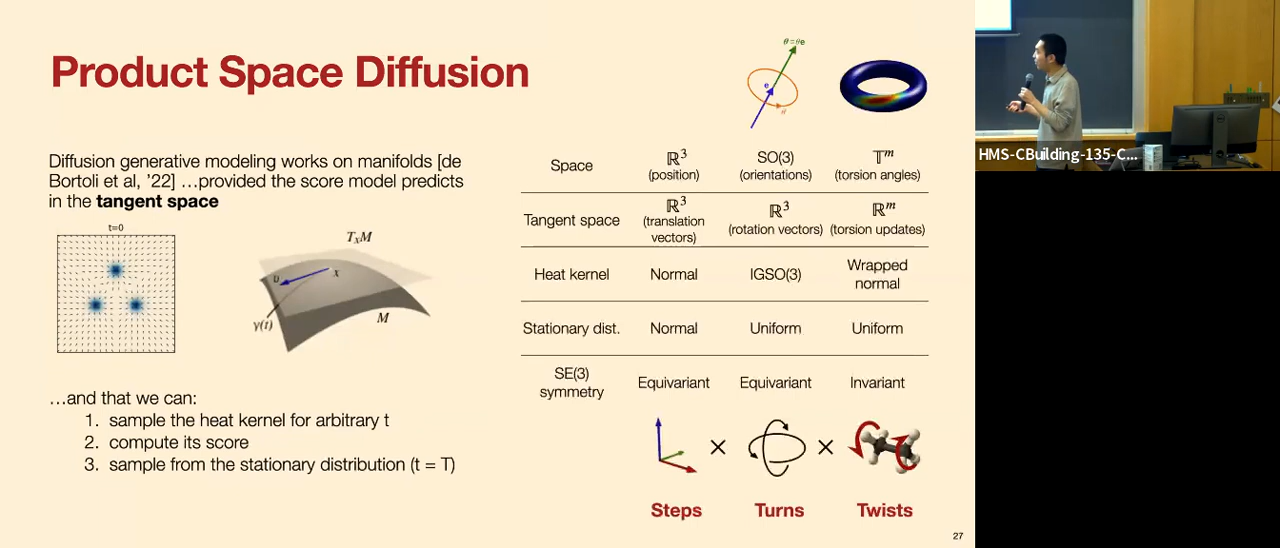 Product Space Diffusion
θ = θe
e
Diffusion generative modeling works on manifolds [de
Bortoli et al, '22] …provided the score model predicts
in the tangent space
t=0
TₓM
υ
x
γ(t)
M
…and that we can:
1. sample the heat kernel for arbitrary t
2. compute its score
3. sample from the stationary distribution (t = T)
Space
ℝ³
(position)
SO(3)
(orientations)
𝕋ᵐ
(torsion angles)
Tangent space
ℝ³
(translation
vectors)
ℝ³
(rotation vectors)
ℝᵐ
(torsion updates)
Heat kernel
Normal
IGSO(3)
Wrapped
normal
Stationary dist.
Normal
Uniform
Uniform
SE(3)
symmetry
Equivariant
Equivariant
Invariant
×
×
Steps
Turns
Twists
27
HMS-CBuilding-135-C...